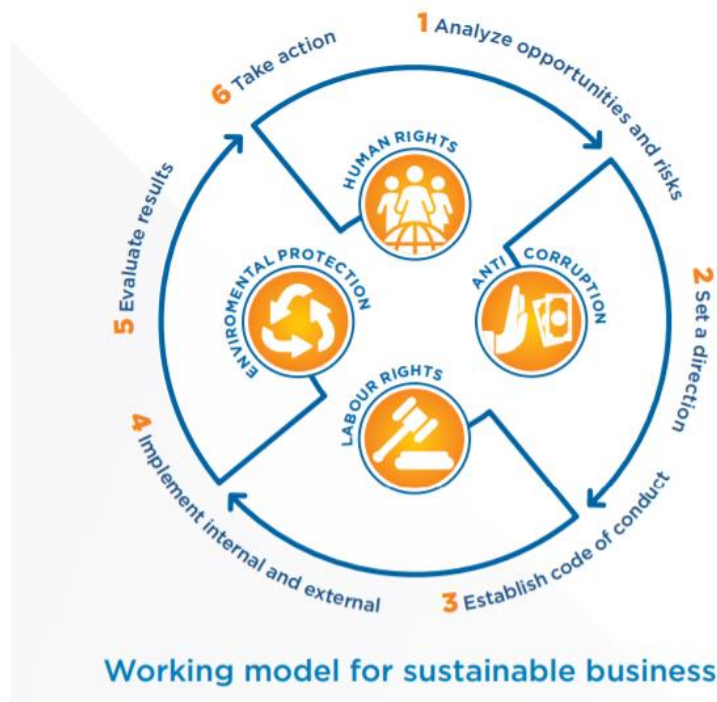 1 Analyze opportunities and risks
2 Set a direction
3 Establish code of conduct
4 Implement internal and external
5 Evaluate results
6 Take action
HUMAN RIGHTS
ANTI CORRUPTION
LABOUR RIGHTS
ENVIROMENTAL PROTECTION
Working model for sustainable business